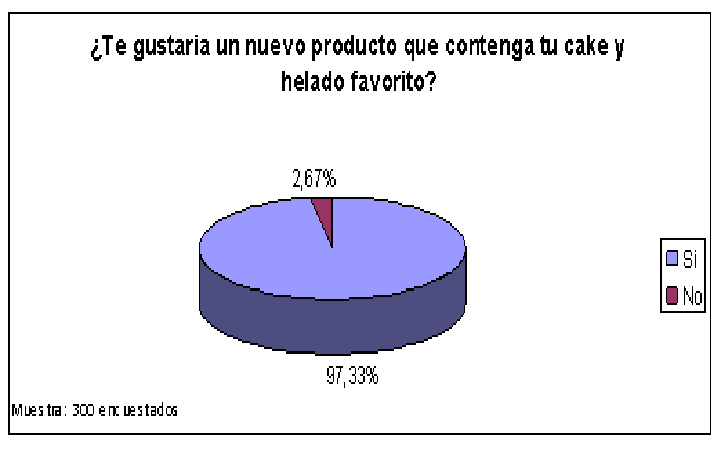 ¿Te gustaria un nuevo producto que contenga tu cake y
helado favorito?
2,67%
Si
No
97,33%
Muestra: 300 encuestados